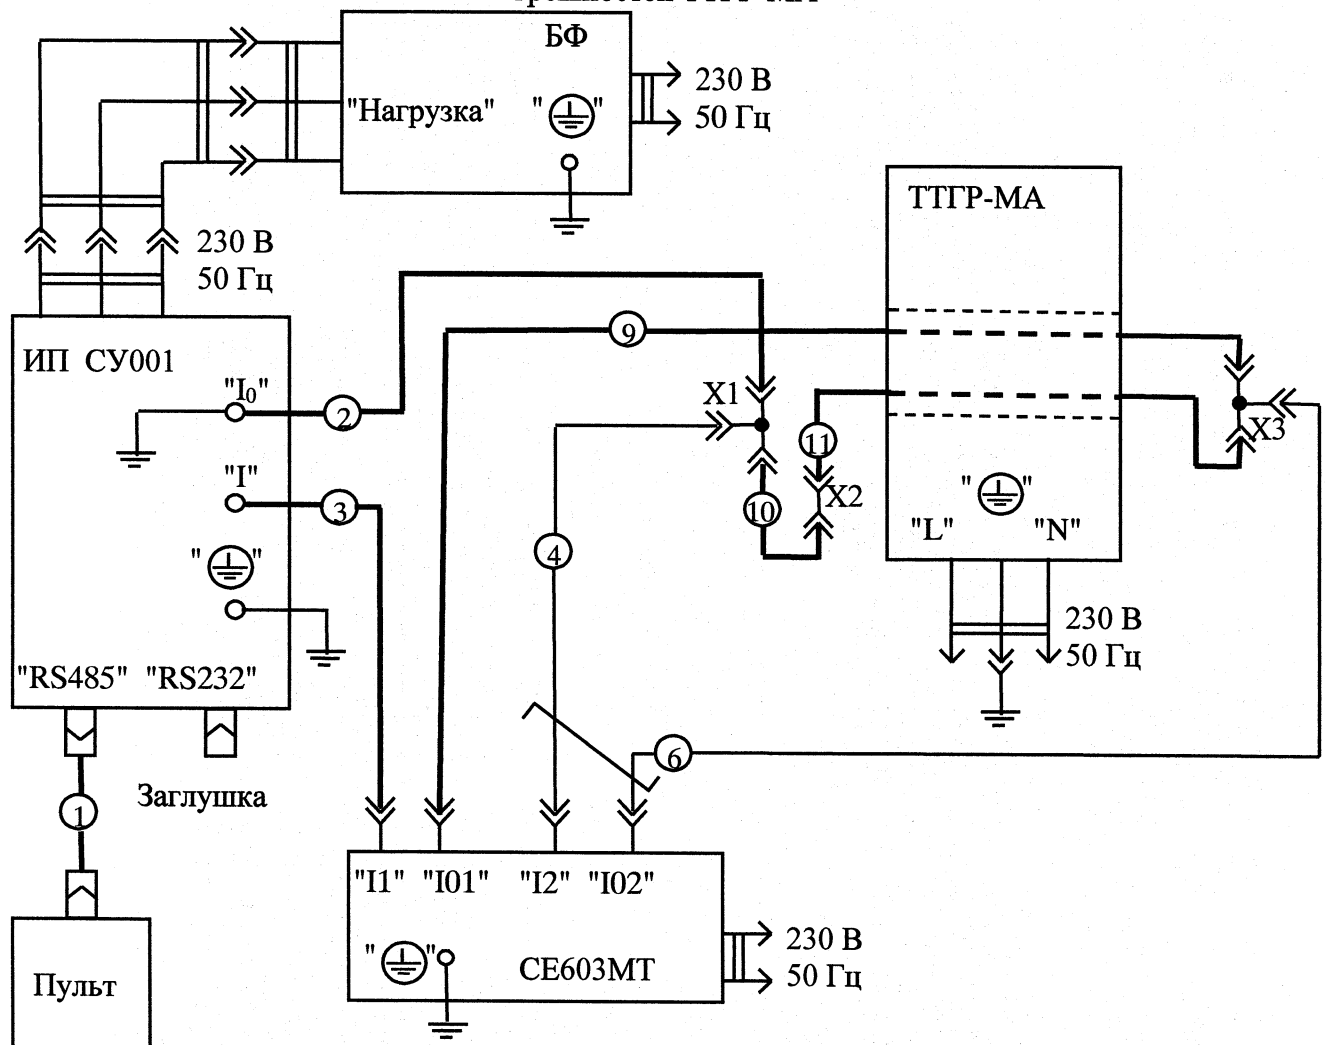 БФ
"Нагрузка"
" "
230 В
50 Гц
ТТГР-МА
230 В
50 Гц
ИП СУ001
"I₀"
2
9
X1
11
X3
"I"
3
10
X2
" "
" "
"L"
"N"
4
230 В
50 Гц
"RS485"
"RS232"
6
Заглушка
1
"I1"
"I01"
"I2"
"I02"
" "
СЕ603МТ
230 В
50 Гц
Пульт